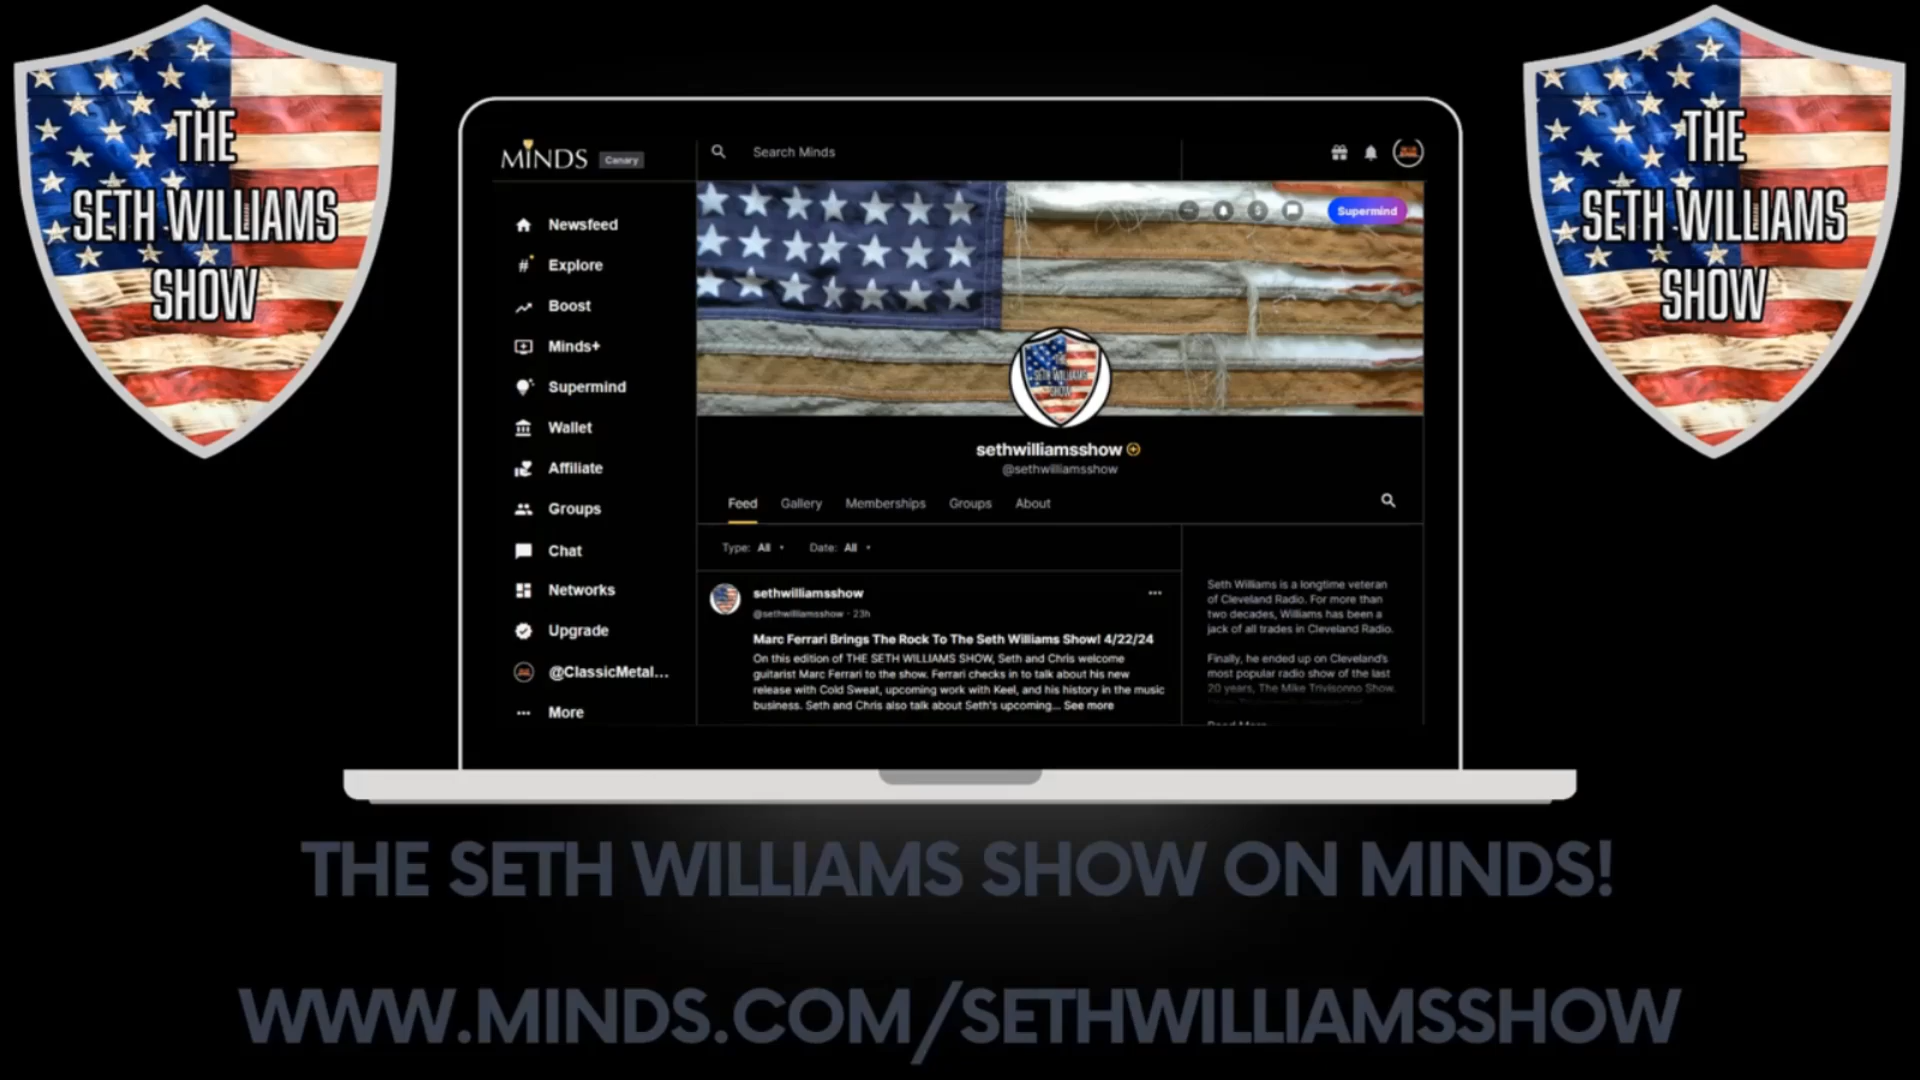 THE
SETH WILLIAMS
SHOW
THE
SETH WILLIAMS
SHOW
MINDS Canary
Search Minds
Supermind
Newsfeed
Explore
Boost
Minds+
Supermind
Wallet
Affiliate
Groups
Chat
Networks
Upgrade
@ClassicMetal...
More
THE
SETH WILLIAMS
SHOW
sethwilliamsshow
@sethwilliamsshow
Feed Gallery Memberships Groups About
Type: All Date: All
sethwilliamsshow
@sethwilliamsshow · 23h
Marc Ferrari Brings The Rock To The Seth Williams Show! 4/22/24
On this edition of THE SETH WILLIAMS SHOW, Seth and Chris welcome
guitarist Marc Ferrari to the show. Ferrari checks in to talk about his new
release with Cold Sweat, upcoming work with Keel, and his history in the music
business. Seth and Chris also talk about Seth's upcoming... See more
Seth Williams is a longtime veteran
of Cleveland Radio. For more than
two decades, Williams has been a
jack of all trades in Cleveland Radio.
Finally, he ended up on Cleveland's
most popular radio show of the last
20 years, The Mike Trivisonno Show.
Read More
THE SETH WILLIAMS SHOW ON MINDS!
WWW.MINDS.COM/SETHWILLIAMSSHOW